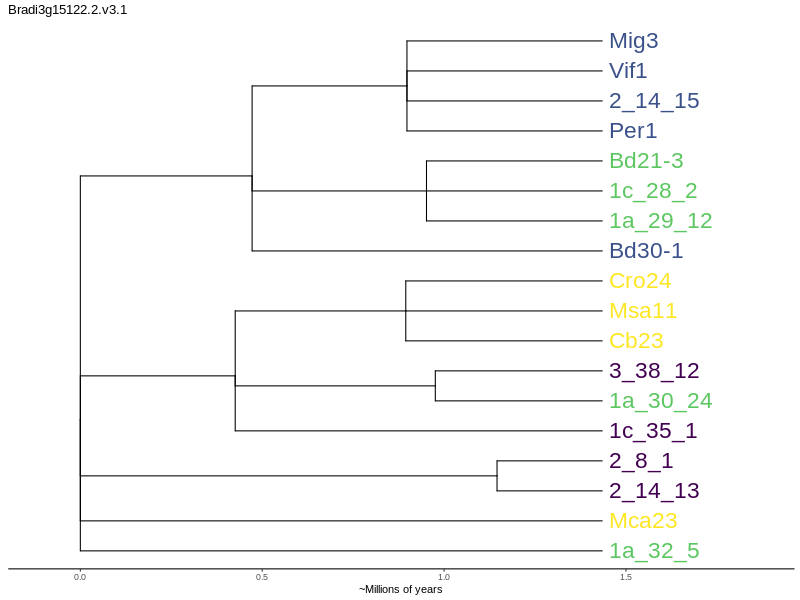 Bradi3g15122.2.v3.1
Mig3
Vif1
2_14_15
Per1
Bd21-3
1c_28_2
1a_29_12
Bd30-1
Cro24
Msa11
Cb23
3_38_12
1a_30_24
1c_35_1
2_8_1
2_14_13
Mca23
1a_32_5
0.0 0.5 1.0 1.5
~Millions of years